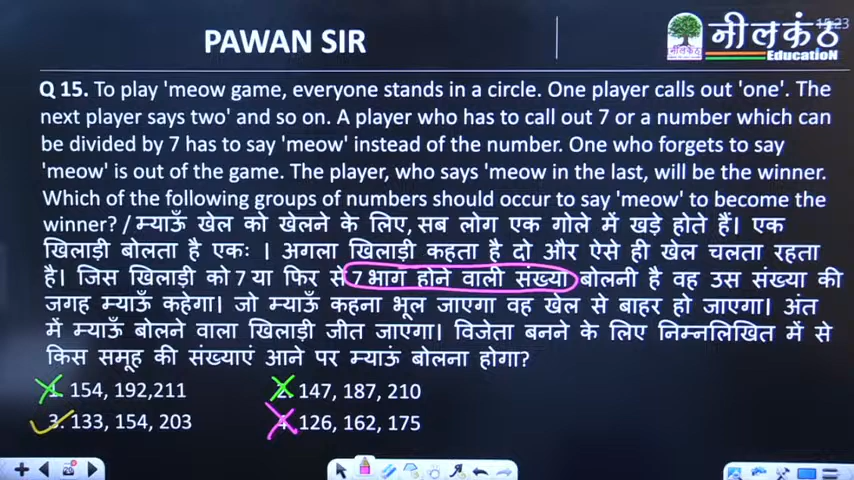 PAWAN SIR
नीलकंठ
नीलकंठ
EducatioN
15:23
Q 15. To play 'meow game, everyone stands in a circle. One player calls out 'one'. The
next player says two' and so on. A player who has to call out 7 or a number which can
be divided by 7 has to say 'meow' instead of the number. One who forgets to say
'meow' is out of the game. The player, who says 'meow in the last, will be the winner.
Which of the following groups of numbers should occur to say 'meow' to become the
winner? / म्याऊँ खेल को खेलने के लिए, सब लोग एक गोले में खड़े होते हैं। एक
खिलाड़ी बोलता है एकः । अगला खिलाड़ी कहता है दो और ऐसे ही खेल चलता रहता
है। जिस खिलाड़ी को 7 या फिर से 7 भाग होने वाली संख्या बोलनी है वह उस संख्या की
जगह म्याऊँ कहेगा। जो म्याऊँ कहना भूल जाएगा वह खेल से बाहर हो जाएगा। अंत
में म्याऊँ बोलने वाला खिलाड़ी जीत जाएगा। विजेता बनने के लिए निम्नलिखित में से
किस समूह की संख्याएं आने पर म्याऊं बोलना होगा?
1. 154, 192,211
2. 147, 187, 210
3. 133, 154, 203
4. 126, 162, 175